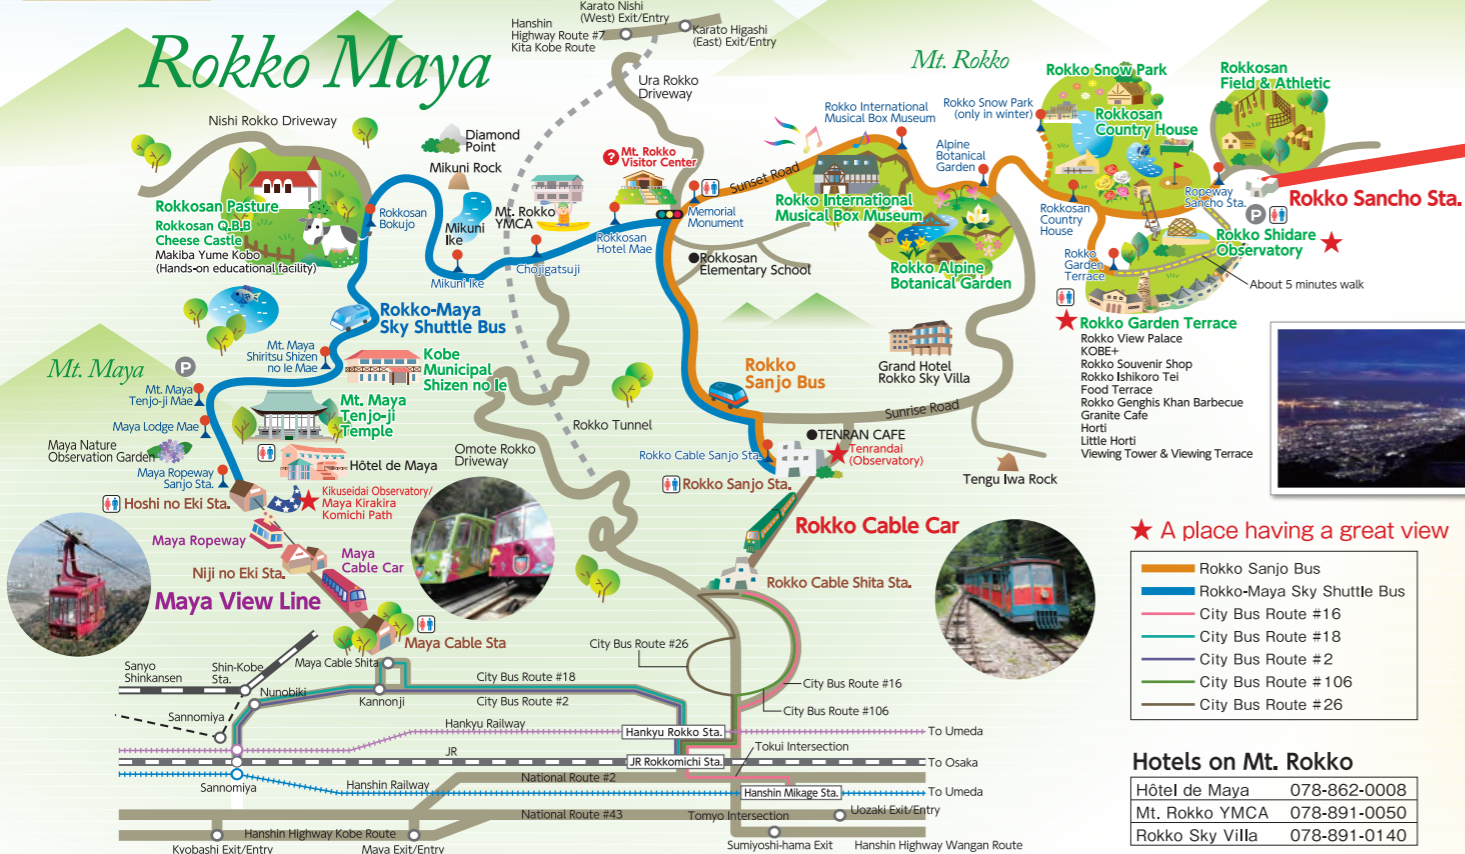 Rokko Maya
Karato Nishi
(West) Exit/Entry
Hanshin
Highway Route #7
Kita Kobe Route
Karato Higashi
(East) Exit/Entry
Ura Rokko
Driveway
Mt. Rokko
Nishi Rokko Driveway
Diamond
Point
Mikuni Rock
Mt. Rokko
Visitor Center
Rokko International
Musical Box Museum
Rokko Snow Park
(only in winter)
Rokko Snow Park
Rokkosan
Field & Athletic
Rokkosan
Country House
Alpine
Botanical
Garden
Sunset Road
Rokkosan Pasture
Rokkosan Q.B.B
Cheese Castle
Makiba Yume Kobo
(Hands-on educational facility)
Rokkosan
Bokujo
Mikuni
Ike
Mt. Rokko
YMCA
Mikuni Ike
Chojigatsuji
Rokkosan
Hotel Mae
Memorial
Monument
Rokkosan
Elementary School
Rokko International
Musical Box Museum
Rokko Alpine
Botanical Garden
Rokkosan
Country
House
Ropeway
Sancho Sta.
P
Rokko Sancho Sta.
Rokko Shidare
Observatory
Rokko
Garden
Terrace
About 5 minutes walk
Rokko Garden Terrace
Rokko View Palace
KOBE+
Rokko Souvenir Shop
Rokko Ishikoro Tei
Food Terrace
Rokko Genghis Khan Barbecue
Granite Cafe
Horti
Little Horti
Viewing Tower & Viewing Terrace
Rokko-Maya
Sky Shuttle Bus
Mt. Maya
P
Mt. Maya
Shiritsu Shizen
no Ie Mae
Kobe
Municipal
Shizen no Ie
Mt. Maya
Tenjo-ji Mae
Mt. Maya
Tenjo-ji
Temple
Maya Lodge Mae
Maya Nature
Observation Garden
Maya Ropeway
Sanjo Sta.
Hôtel de Maya
Hoshi no Eki Sta.
Kikuseidai Observatory/
Maya Kirakira
Komichi Path
Maya Ropeway
Niji no Eki Sta.
Maya
Cable Car
Maya View Line
Maya Cable Sta
Omote Rokko
Driveway
Rokko Tunnel
Rokko
Sanjo Bus
Grand Hotel
Rokko Sky Villa
Sunrise Road
TENRAN CAFE
Tenrandai
(Observatory)
Rokko Cable Sanjo Sta.
Rokko Sanjo Sta.
Tengu Iwa Rock
Rokko Cable Car
Rokko Cable Shita Sta.
★ A place having a great view
Rokko Sanjo Bus
Rokko-Maya Sky Shuttle Bus
City Bus Route #16
City Bus Route #18
City Bus Route #2
City Bus Route #106
City Bus Route #26
Hotels on Mt. Rokko
Hôtel de Maya 078-862-0008
Mt. Rokko YMCA 078-891-0050
Rokko Sky Villa 078-891-0140
City Bus Route #26
City Bus Route #16
City Bus Route #106
Sanyo
Shinkansen
Shin-Kobe
Sta.
Maya Cable Shita
Nunobiki
Kannonji
City Bus Route #18
City Bus Route #2
Sannomiya
Hankyu Railway
Hankyu Rokko Sta.
To Umeda
JR
JR Rokkomichi Sta.
Tokui Intersection
To Osaka
Sannomiya
Hanshin Railway
National Route #2
Hanshin Mikage Sta.
To Umeda
National Route #43
Tomyo Intersection
Uozaki Exit/Entry
Hanshin Highway Kobe Route
Kyobashi Exit/Entry
Maya Exit/Entry
Sumiyoshi-hama Exit
Hanshin Highway Wangan Route